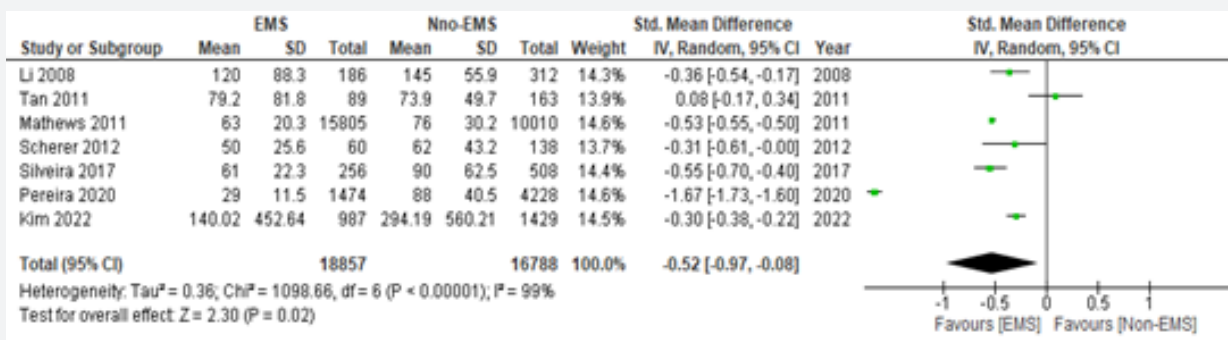 EMS Nno-EMS Std. Mean Difference Std. Mean Difference
Study or Subgroup Mean SD Total Mean SD Total Weight IV, Random, 95% CI Year IV, Random, 95% CI
Li 2008 120 88.3 186 145 55.9 312 14.3% -0.36 [-0.54, -0.17] 2008
Tan 2011 79.2 81.8 89 73.9 49.7 163 13.9% 0.08 [-0.17, 0.34] 2011
Mathews 2011 63 20.3 15805 76 30.2 10010 14.6% -0.53 [-0.55, -0.50] 2011
Scherer 2012 50 25.6 60 62 43.2 138 13.7% -0.31 [-0.61, -0.00] 2012
Silveira 2017 61 22.3 256 90 62.5 508 14.4% -0.55 [-0.70, -0.40] 2017
Pereira 2020 29 11.5 1474 88 40.5 4228 14.6% -1.67 [-1.73, -1.60] 2020
Kim 2022 140.02 452.64 987 294.19 560.21 1429 14.5% -0.30 [-0.38, -0.22] 2022
Total (95% CI) 18857 16788 100.0% -0.52 [-0.97, -0.08]
Heterogeneity: Tau² = 0.36; Chi² = 1098.66, df = 6 (P < 0.00001); I² = 99%
Test for overall effect: Z = 2.30 (P = 0.02)
-1 -0.5 0 0.5 1
Favours [EMS] Favours [Non-EMS]